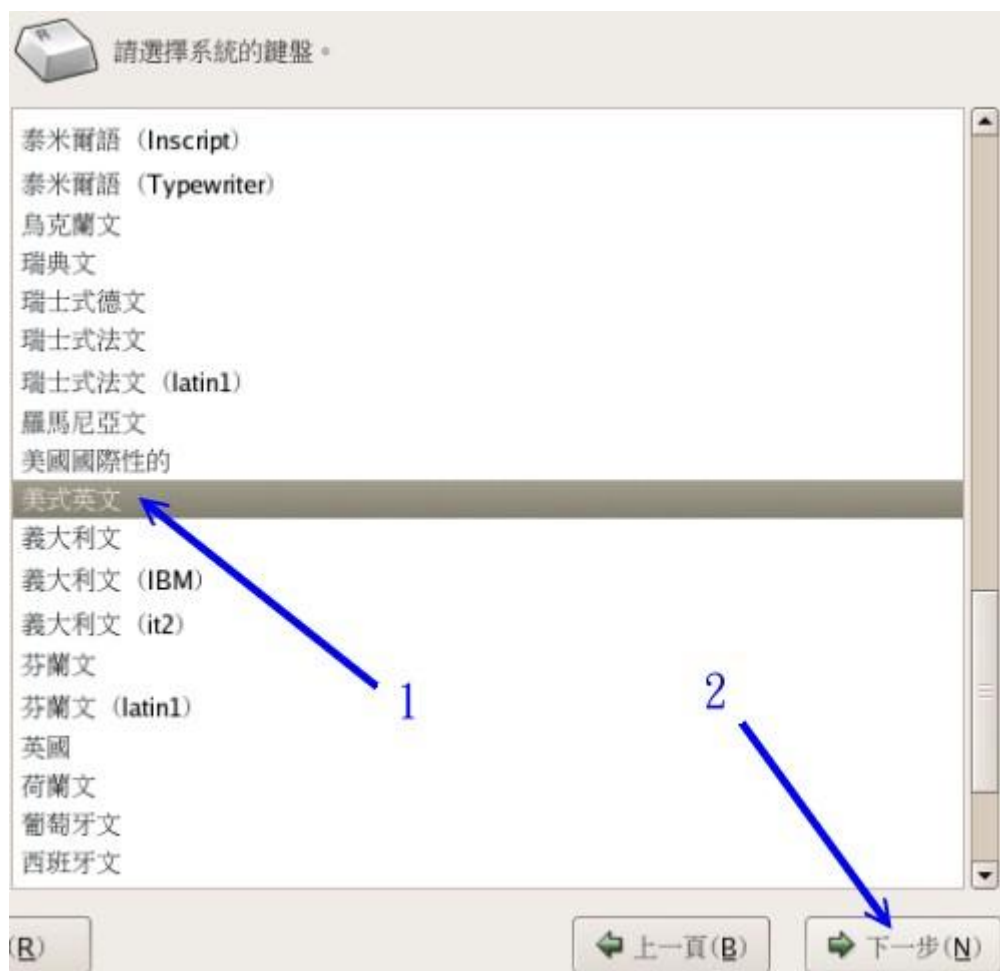 請選擇系統的鍵盤。
泰米爾語 (Inscript)
泰米爾語 (Typewriter)
烏克蘭文
瑞典文
瑞士式德文
瑞士式法文
瑞士式法文 (latin1)
羅馬尼亞文
美國國際性的
美式英文
義大利文
義大利文 (IBM)
義大利文 (it2)
芬蘭文
芬蘭文 (latin1)
英國
荷蘭文
葡萄牙文
西班牙文
1
2
(R)
上一頁(B)
下一步(N)